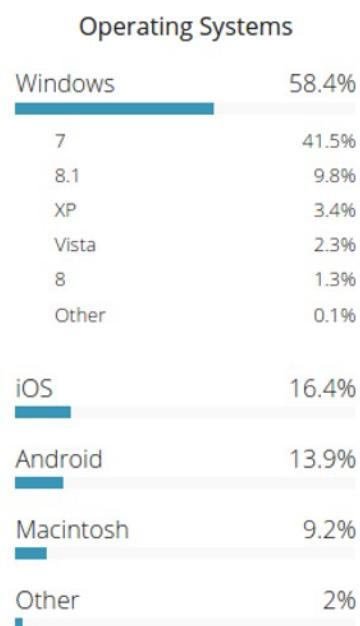 Operating Systems
Windows 58.4%
7 41.5%
8.1 9.8%
XP 3.4%
Vista 2.3%
8 1.3%
Other 0.1%
iOS 16.4%
Android 13.9%
Macintosh 9.2%
Other 2%